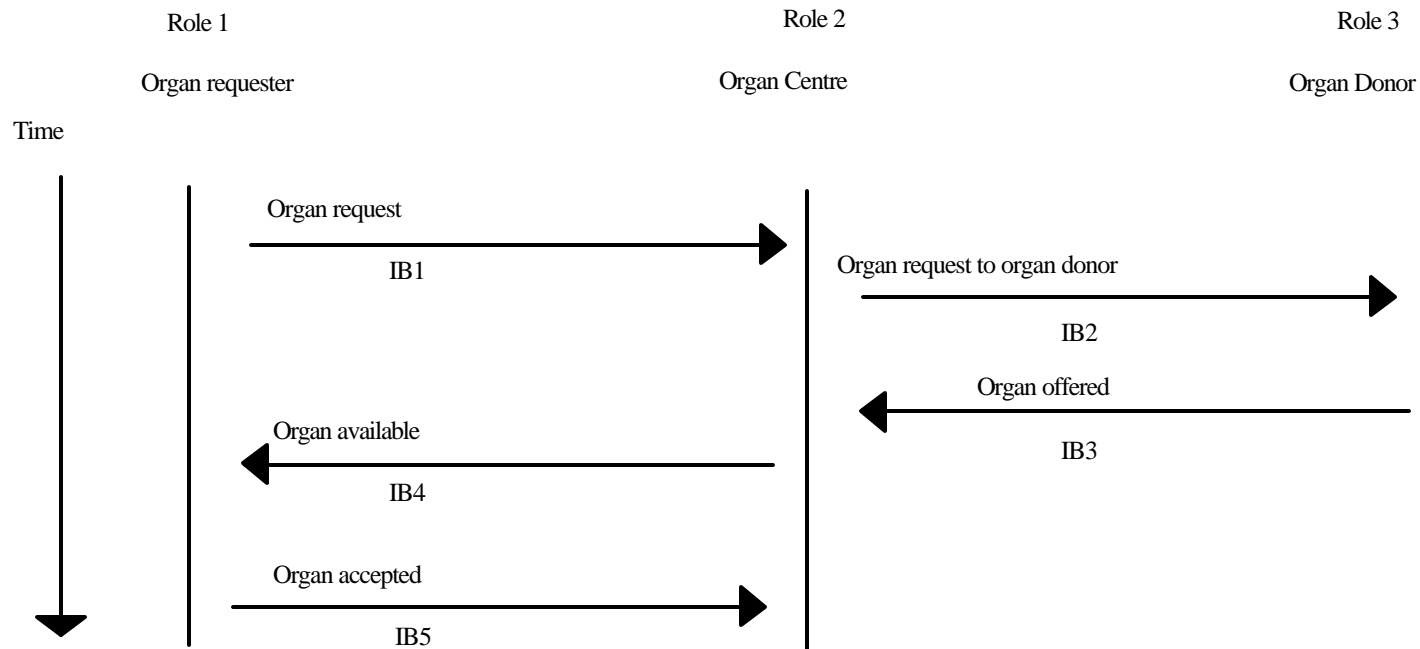 Role 1
Role 2
Role 3
Organ requester
Organ Centre
Organ Donor
Time
Organ request
IB1
Organ request to organ donor
IB2
Organ offered
IB3
Organ available
IB4
Organ accepted
IB5